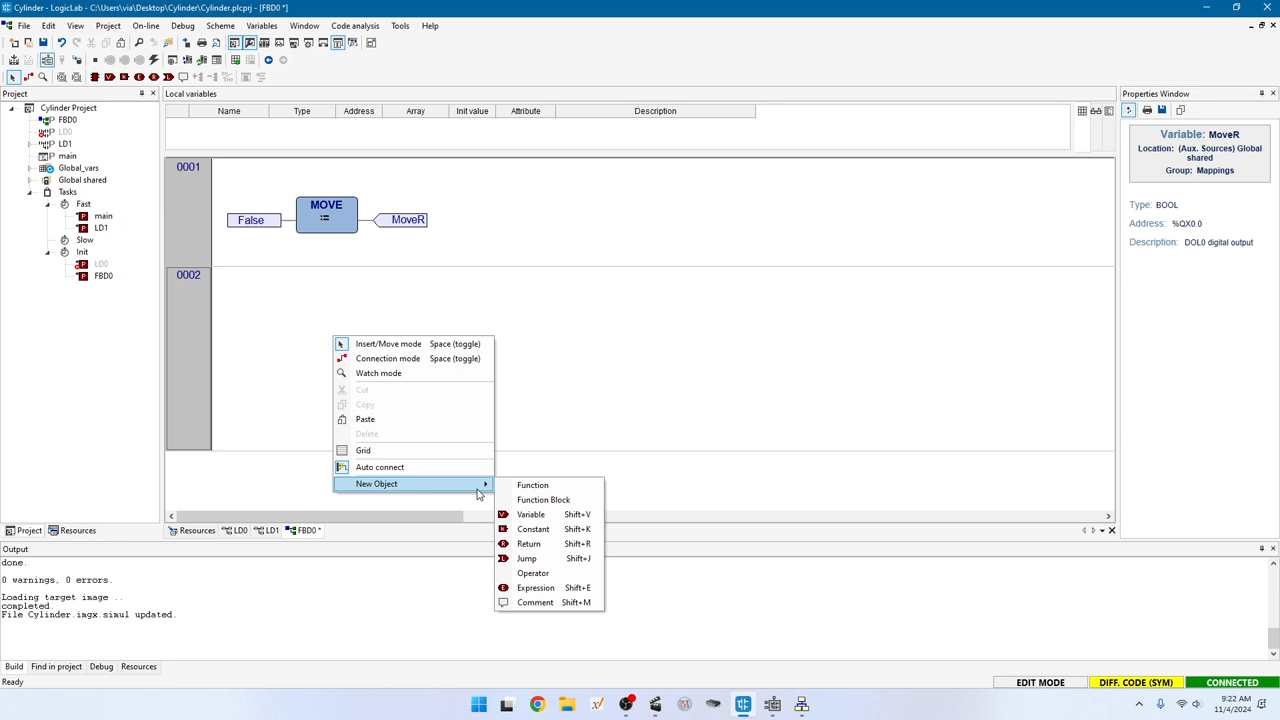 Cylinder - LogicLab - C:\Users\via\Desktop\Cylinder\Cylinder.plcprj - [FBD0 *]
File Edit View Project On-line Debug Scheme Variables Window Code analysis Tools Help
Project
Cylinder Project
FBD0
LD0
LD1
main
Global_vars
Global shared
Tasks
Fast
main
LD1
Slow
Init
LD0
FBD0
Project Resources
Local variables
Name Type Address Array Init value Attribute Description
0001
False MOVE := MoveR
0002
Insert/Move mode Space (toggle)
Connection mode Space (toggle)
Watch mode
Cut
Copy
Paste
Delete
Grid
Auto connect
New Object
Function
Function Block
Variable Shift+V
Constant Shift+K
Return Shift+R
Jump Shift+J
Operator
Expression Shift+E
Comment Shift+M
Resources LD0 LD1 FBD0 *
Properties Window
Variable: MoveR
Location: (Aux. Sources) Global
shared
Group: Mappings
Type: BOOL
Address: %QX0.0
Description: DOL0 digital output
Output
done.
0 warnings, 0 errors.
Loading target image ..
completed.
File Cylinder.imgx.simul updated.
Build Find in project Debug Resources
Ready EDIT MODE DIFF. CODE (SYM) CONNECTED
9:22 AM
11/4/2024